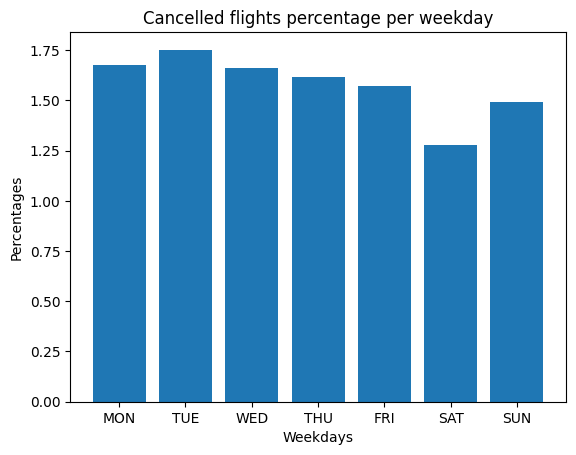 Cancelled flights percentage per weekday
Percentages
1.75
1.50
1.25
1.00
0.75
0.50
0.25
0.00
MON TUE WED THU FRI SAT SUN
Weekdays